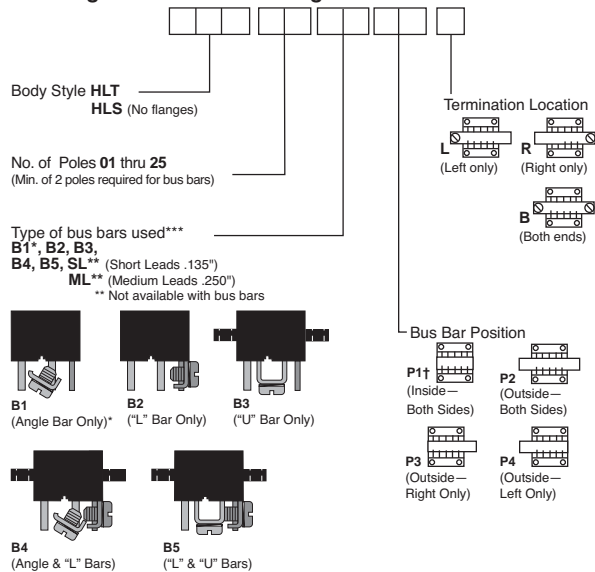 Body Style HLT
HLS (No flanges)
No. of Poles 01 thru 25
(Min. of 2 poles required for bus bars)
Type of bus bars used***
B1*, B2, B3,
B4, B5, SL** (Short Leads .135")
ML** (Medium Leads .250")
** Not available with bus bars
B1
(Angle Bar Only)*
B2
("L" Bar Only)
B3
("U" Bar Only)
B4
(Angle & "L" Bars)
B5
("L" & "U" Bars)
Termination Location
L
(Left only)
R
(Right only)
B
(Both ends)
Bus Bar Position
P1†
(Inside—
Both Sides)
P2
(Outside—
Both Sides)
P3
(Outside—
Right Only)
P4
(Outside—
Left Only)